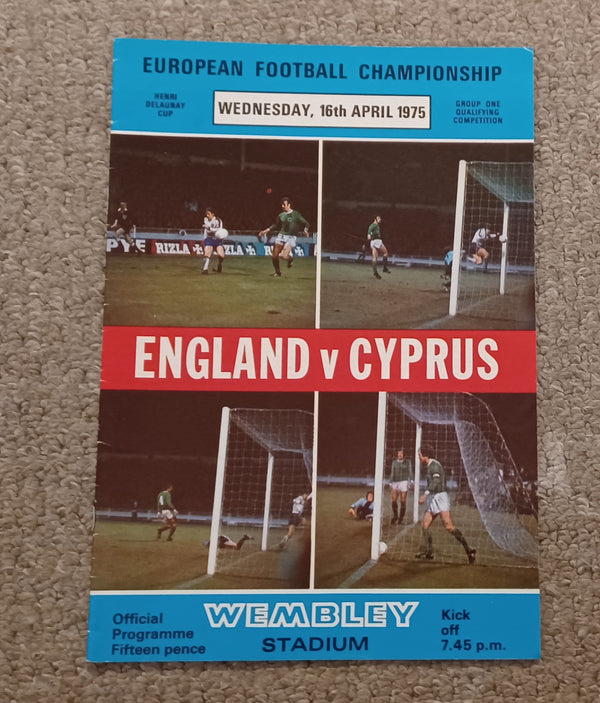 EUROPEAN FOOTBALL CHAMPIONSHIP
HENRI
DELAUNAY
CUP
WEDNESDAY, 16th APRIL 1975
GROUP ONE
QUALIFYING
COMPETITION
PYE RIZLA RIZLA
ENGLAND v CYPRUS
Official
Programme
Fifteen pence
WEMBLEY
STADIUM
Kick
off
7.45 p.m.